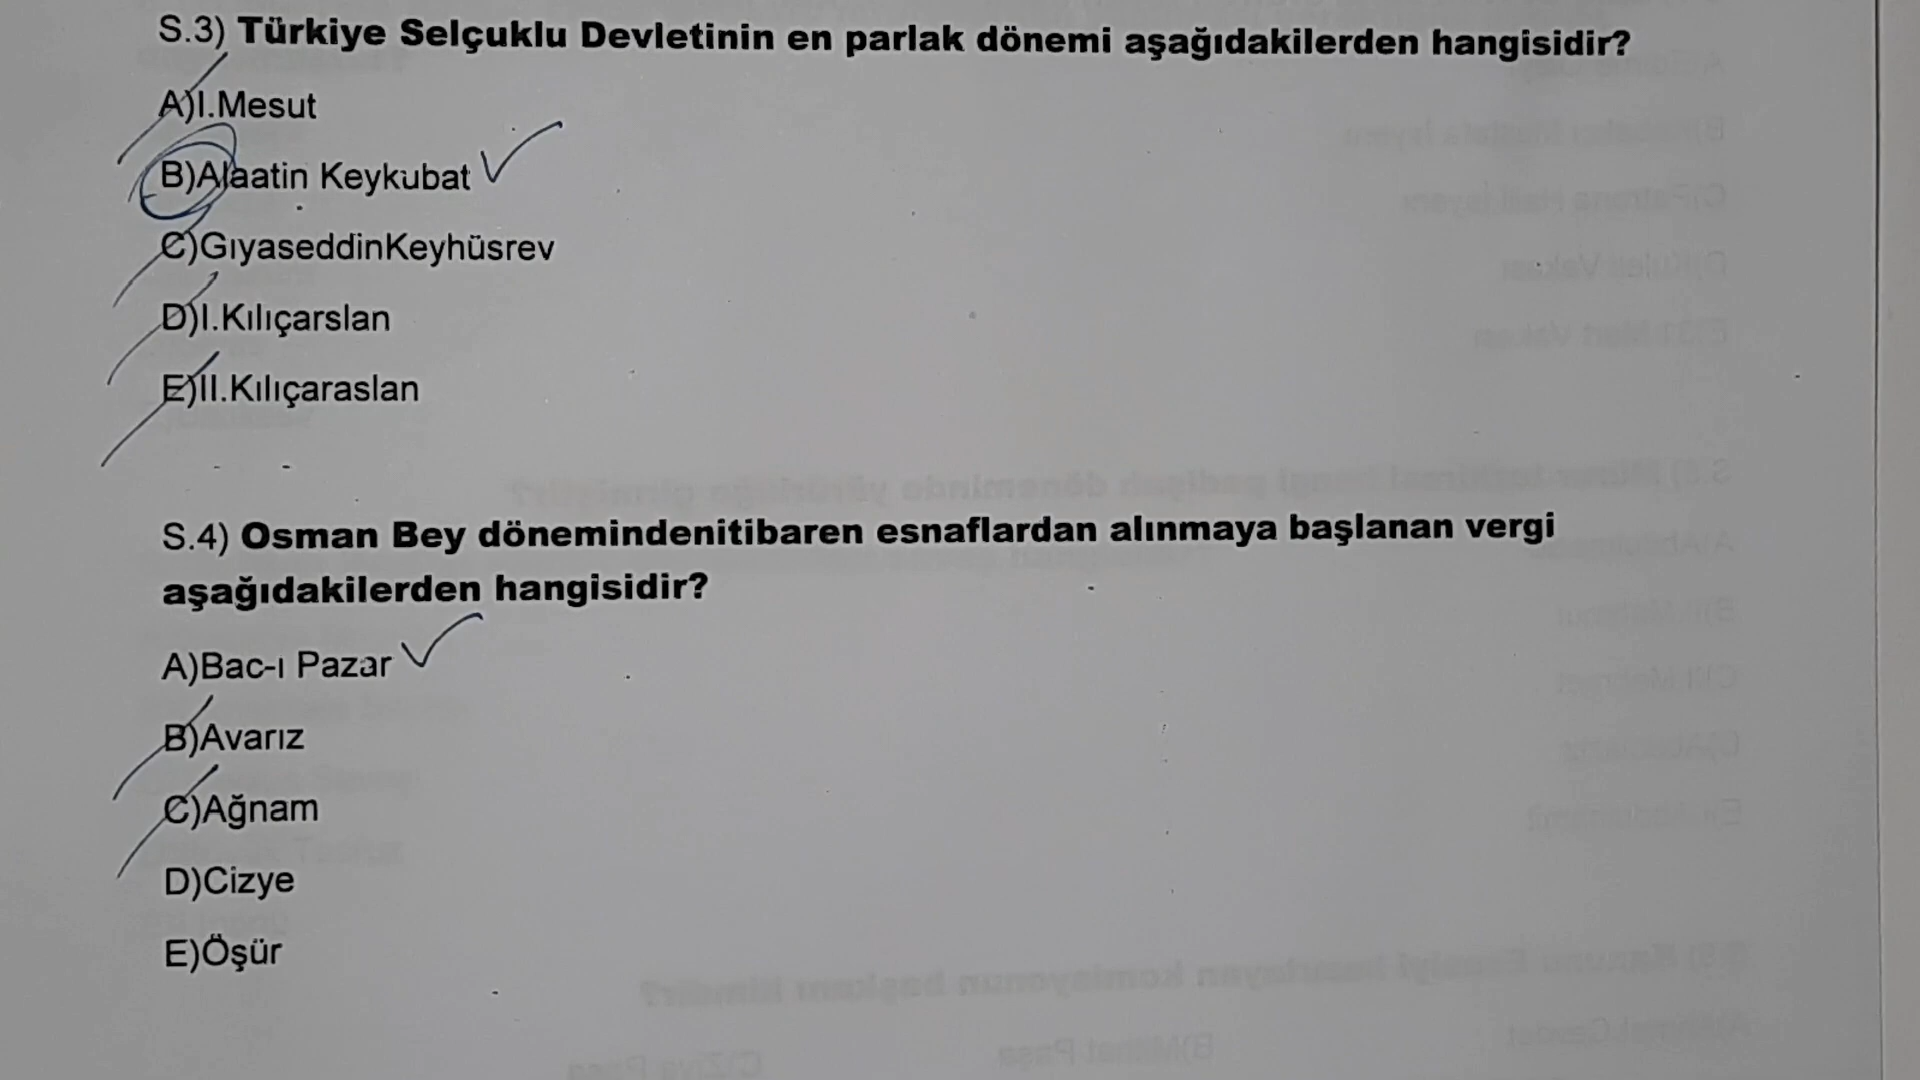 S.3) Türkiye Selçuklu Devletinin en parlak dönemi aşağıdakilerden hangisidir?
A)I.Mesut
B)Alaatin Keykubat
C)GıyaseddinKeyhüsrev
D)I.Kılıçarslan
E)II.Kılıçaraslan
S.4) Osman Bey dönemindenitibaren esnaflardan alınmaya başlanan vergi
aşağıdakilerden hangisidir?
A)Bac-ı Pazar
B)Avarız
C)Ağnam
D)Cizye
E)Öşür